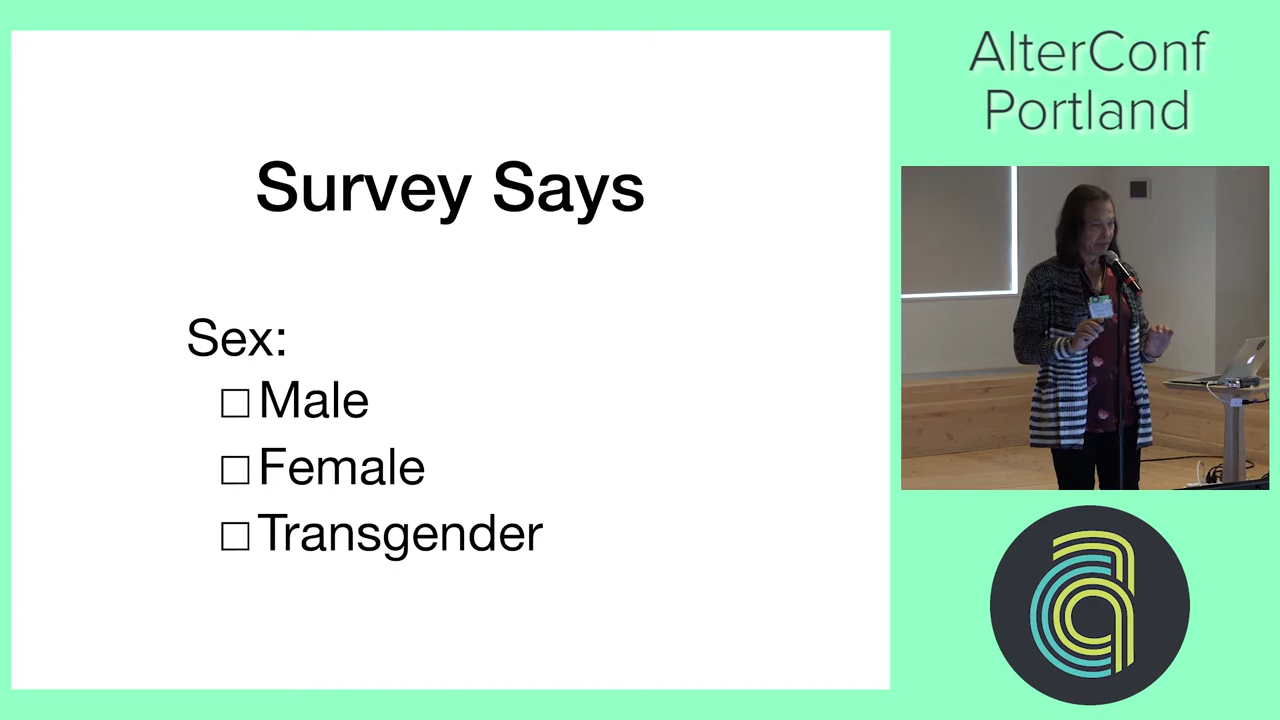 AlterConf
Portland
Survey Says
Sex:
☐ Male
☐ Female
☐ Transgender